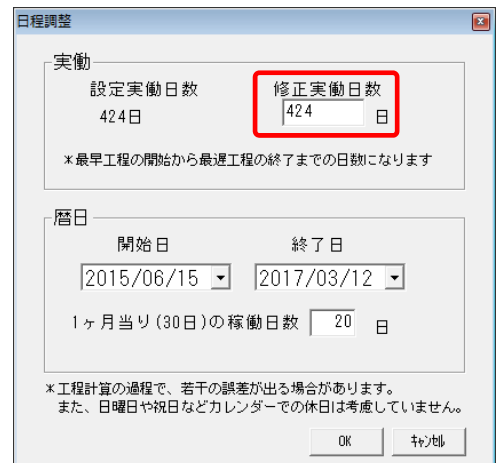 日程調整
実働
設定実働日数 修正実働日数
424日 424 日
*最早工程の開始から最遅工程の終了までの日数になります
暦日
開始日 終了日
2015/06/15 2017/03/12
1ヶ月当り(30日)の稼働日数 20 日
*工程計算の過程で、若干の誤差が出る場合があります。
また、日曜日や祝日などカレンダーでの休日は考慮していません。
OK ｷｬﾝｾﾙ